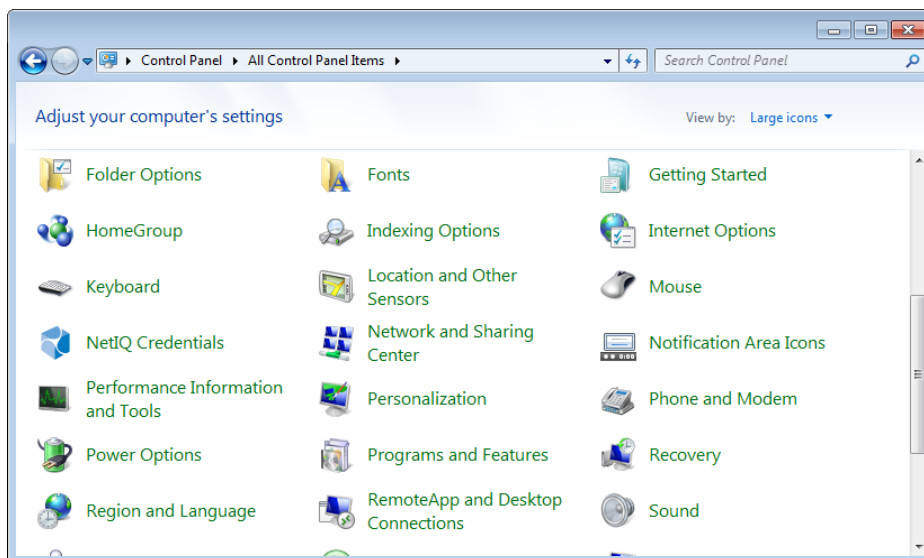 Control Panel
All Control Panel Items
Search Control Panel
Adjust your computer's settings
View by:
Large icons
Folder Options
Fonts
Getting Started
HomeGroup
Indexing Options
Internet Options
Keyboard
Location and Other
Sensors
Mouse
NetIQ Credentials
Network and Sharing
Center
Notification Area Icons
Performance Information
and Tools
Personalization
Phone and Modem
Power Options
Programs and Features
Recovery
Region and Language
RemoteApp and Desktop
Connections
Sound